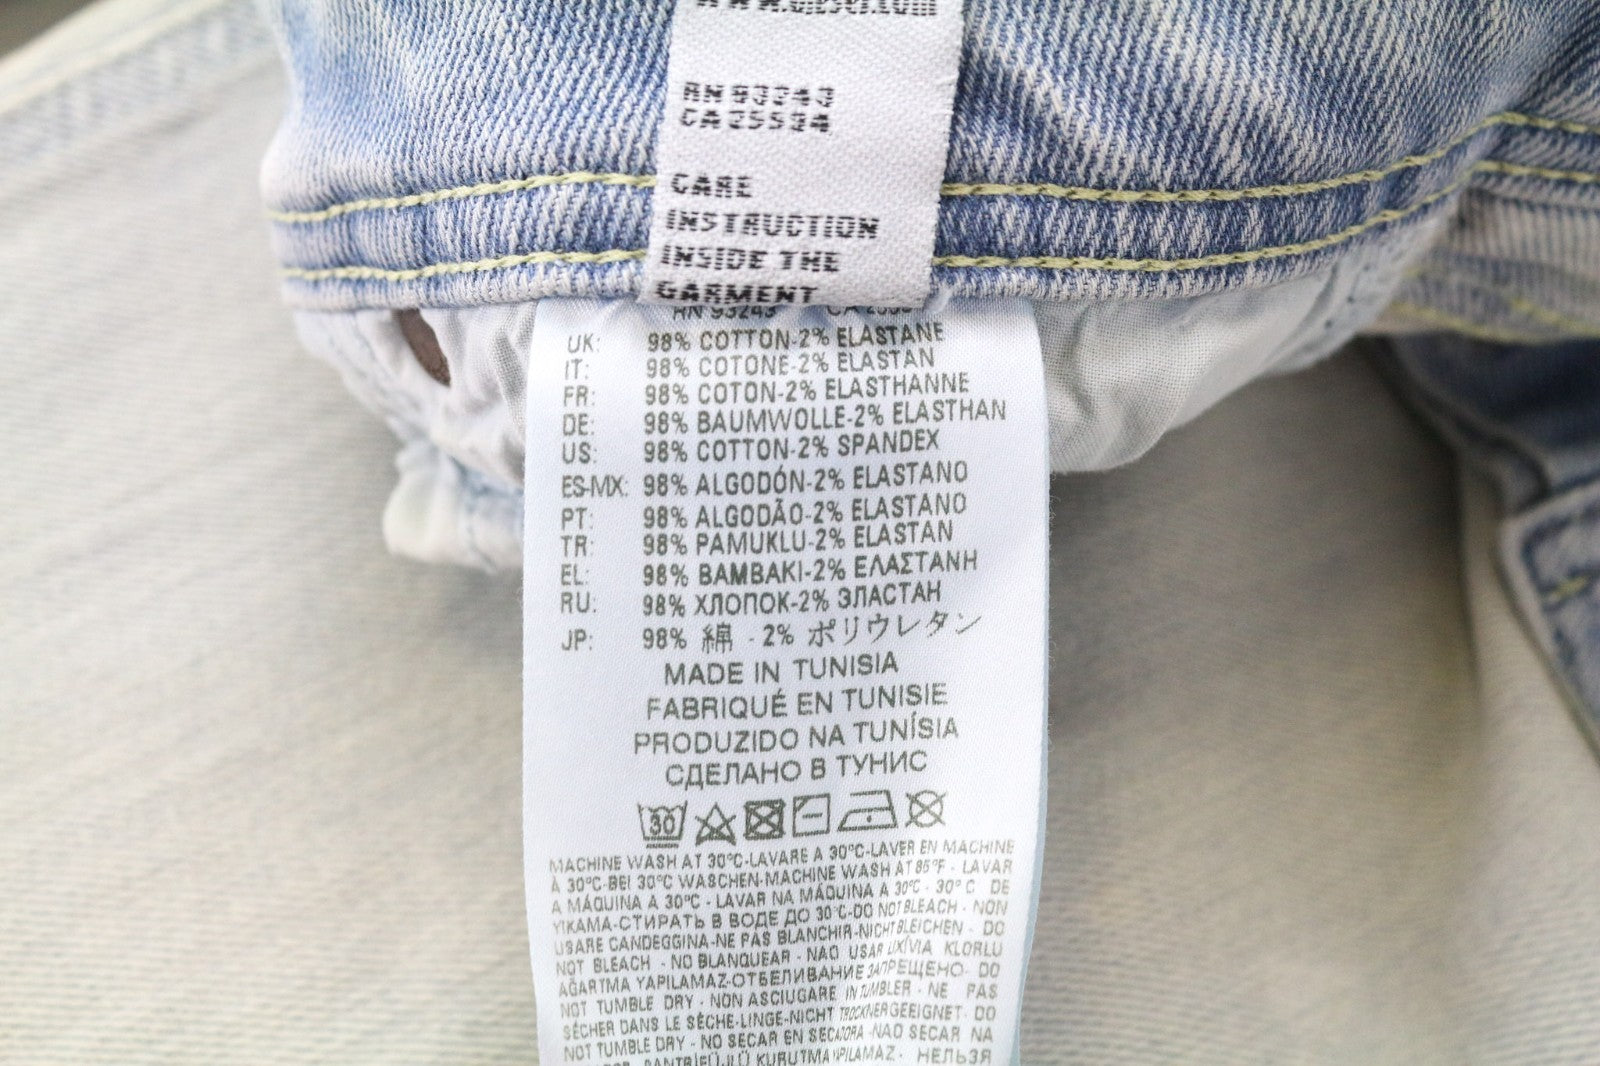 www.diesel.com
RN 93243
CA 25594
CARE
INSTRUCTION
INSIDE THE
GARMENT
RN 93243
UK: 98% COTTON-2% ELASTANE
IT: 98% COTONE-2% ELASTAN
FR: 98% COTON-2% ELASTHANNE
DE: 98% BAUMWOLLE-2% ELASTHAN
US: 98% COTTON-2% SPANDEX
ES-MX: 98% ALGODÓN-2% ELASTANO
PT: 98% ALGODÃO-2% ELASTANO
TR: 98% PAMUKLU-2% ELASTAN
EL: 98% ΒΑΜΒΑΚΙ-2% ΕΛΑΣΤΑΝΗ
RU: 98% ХЛОПОК-2% ЭЛАСТАН
JP: 98% 綿 - 2% ポリウレタン
MADE IN TUNISIA
FABRIQUÉ EN TUNISIE
PRODUZIDO NA TUNÍSIA
СДЕЛАНО В ТУНИС
30
MACHINE WASH AT 30°C-LAVARE A 30°C-LAVER EN MACHINE
À 30°C-BEI 30°C WASCHEN-MACHINE WASH AT 85°F - LAVAR
A MÁQUINA A 30°C - LAVAR NA MÁQUINA A 30°C - 30° C DE
YIKAMA-СТИРАТЬ В ВОДЕ ДО 30°C-DO NOT BLEACH - NON
USARE CANDEGGINA-NE PAS BLANCHIR-NICHT BLEICHEN - DO
NOT BLEACH - NO BLANQUEAR - NÃO USAR LIXÍVIA KLORLU
AĞARTMA YAPILAMAZ-ОТБЕЛИВАНИЕ ЗАПРЕЩЕНО- DO
NOT TUMBLE DRY - NON ASCIUGARE IN TUMBLER - NE PAS
SÉCHER DANS LE SÈCHE-LINGE-NICHT TROCKNERGEEIGNET- DO
NOT TUMBLE DRY - NO SECAR EN SECADORA -NÃO SECAR NA
KURUTMA YAPILAMAZ - НЕЛЬЗЯ